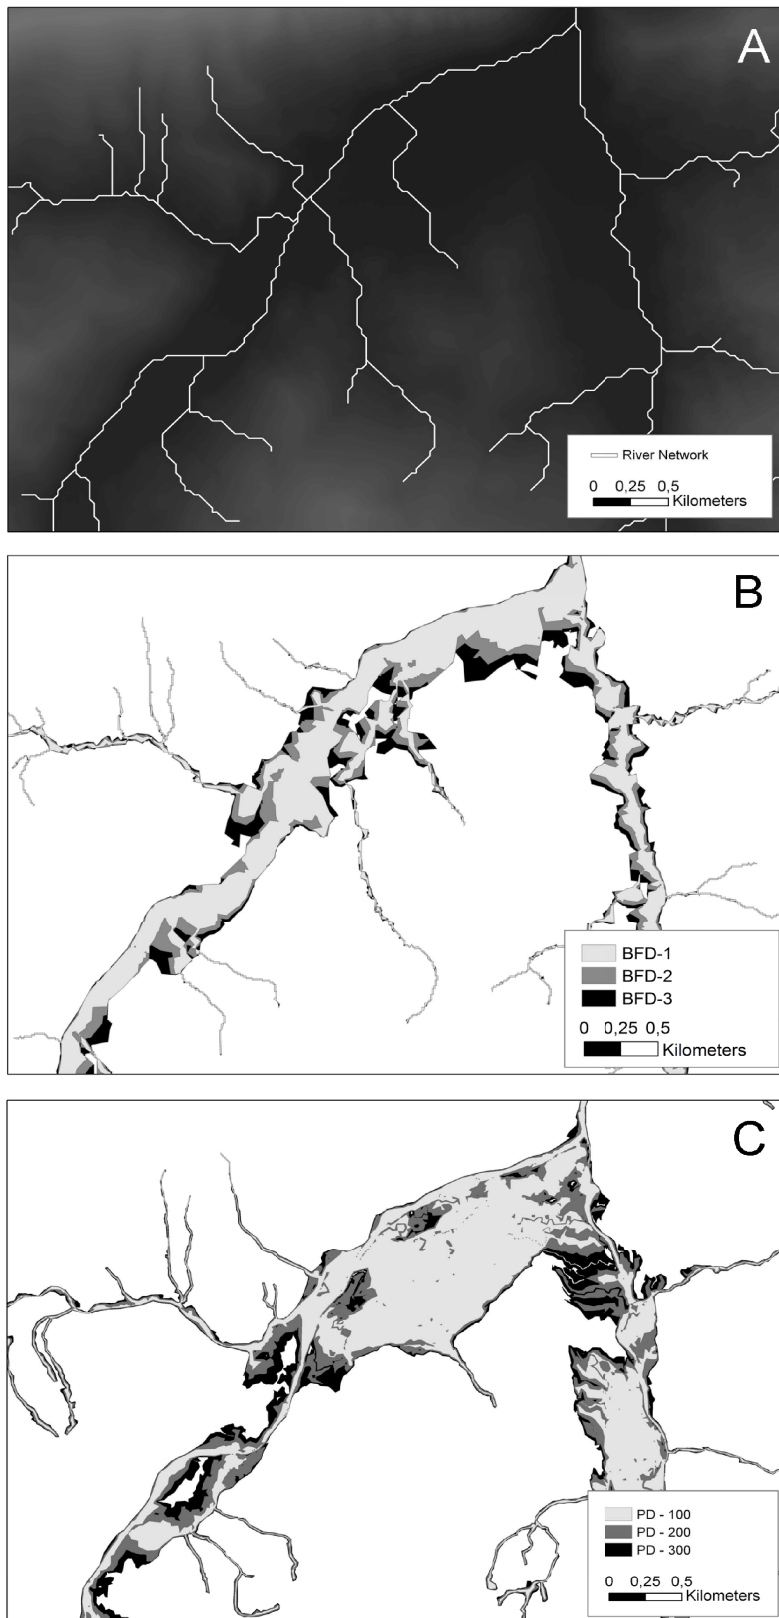 A
River Network
0 0,25 0,5
Kilometers
B
BFD-1
BFD-2
BFD-3
0 0,25 0,5
Kilometers
C
PD - 100
PD - 200
PD - 300
0 0,25 0,5
Kilometers